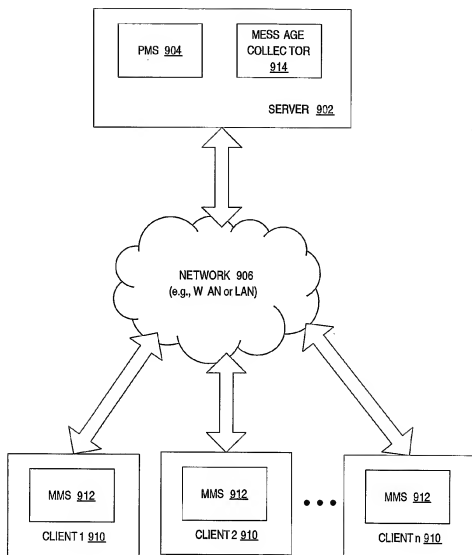 PMS 904
MESS AGE
COLLECTOR
914
SERVER 902
NETWORK 906
(e.g., W AN or LAN)
MMS 912
CLIENT 1 910
MMS 912
CLIENT 2 910
MMS 912
CLIENT n 910